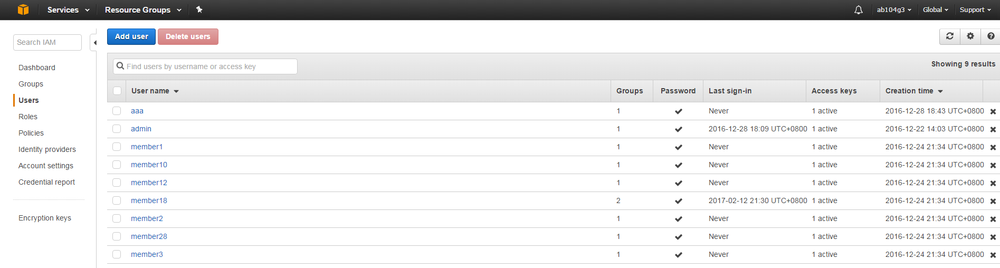 Services Resource Groups ab104g3 Global Support
Search IAM
Dashboard
Groups
Users
Roles
Policies
Identity providers
Account settings
Credential report
Encryption keys
Add user Delete users
Find users by username or access key Showing 9 results
User name Groups Password Last sign-in Access keys Creation time
aaa 1 Never 1 active 2016-12-28 18:43 UTC+0800
admin 1 2016-12-28 18:09 UTC+0800 1 active 2016-12-22 14:03 UTC+0800
member1 1 Never 1 active 2016-12-24 21:34 UTC+0800
member10 1 Never 1 active 2016-12-24 21:34 UTC+0800
member12 1 Never 1 active 2016-12-24 21:34 UTC+0800
member18 2 2017-02-12 21:30 UTC+0800 1 active 2016-12-24 21:34 UTC+0800
member2 1 Never 1 active 2016-12-24 21:34 UTC+0800
member28 1 Never 1 active 2016-12-24 21:34 UTC+0800
member3 1 Never 1 active 2016-12-24 21:34 UTC+0800